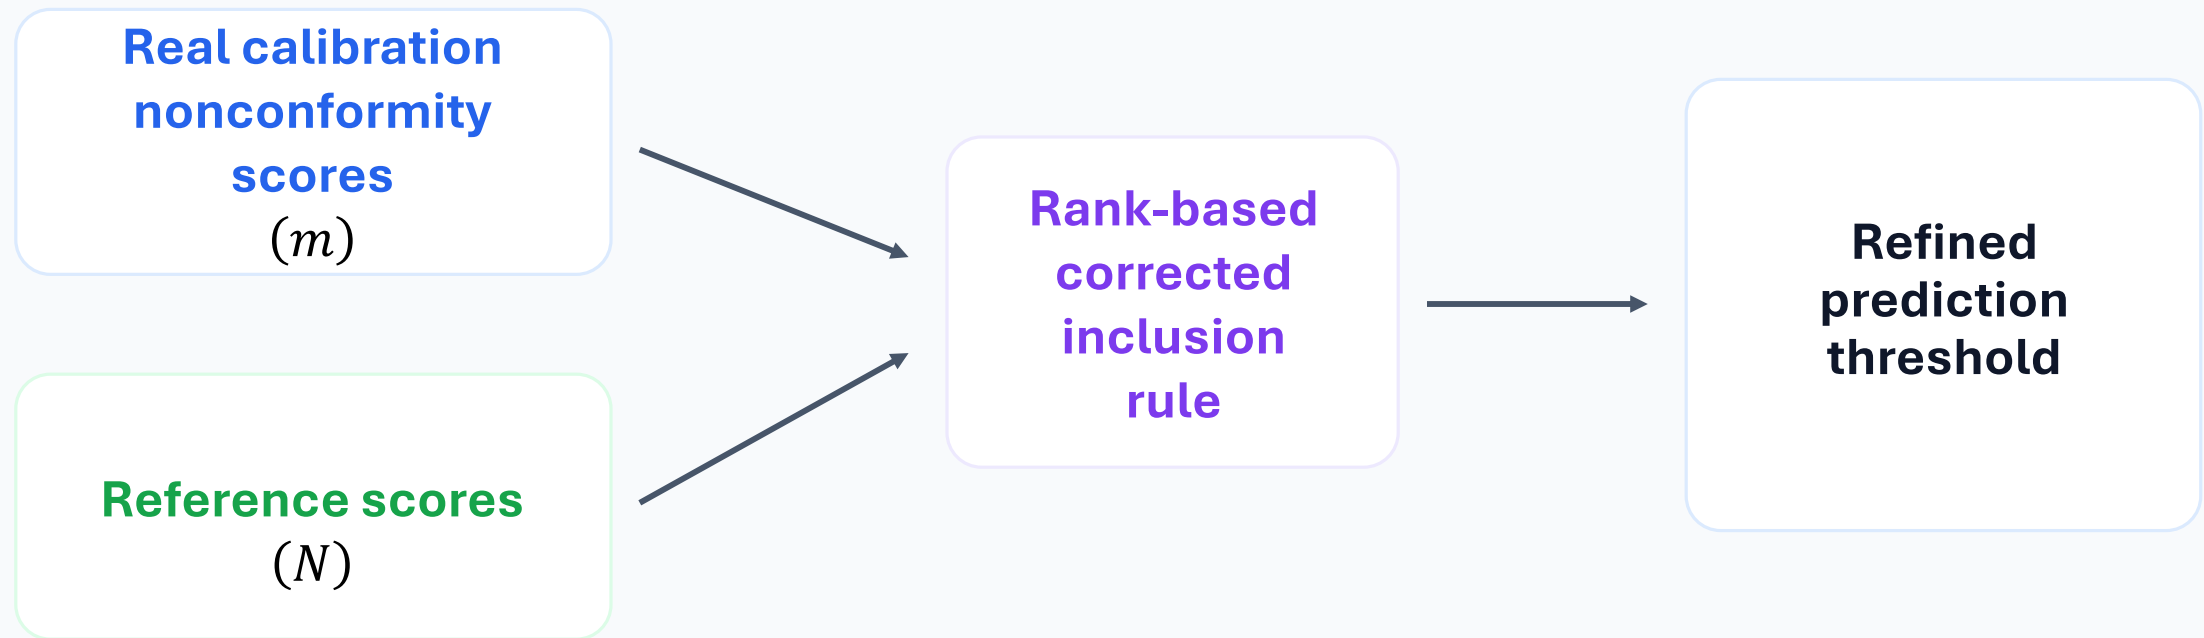 Real calibration
nonconformity
scores
(m)
Reference scores
(N)
Rank-based
corrected
inclusion
rule
Refined
prediction
threshold